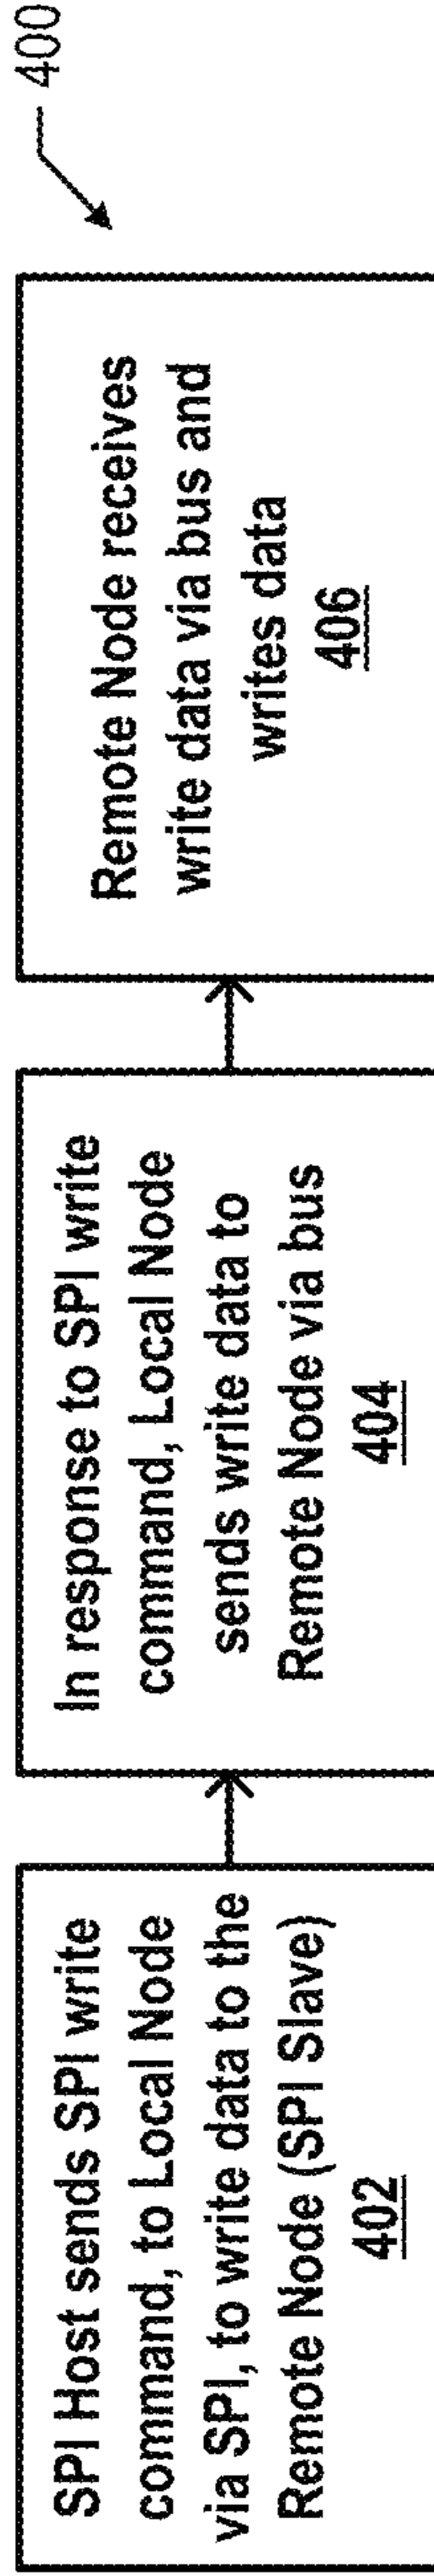 400
SPI Host sends SPI write
command, to Local Node
via SPI, to write data to the
Remote Node (SPI Slave)
402
In response to SPI write
command, Local Node
sends write data to
Remote Node via bus
404
Remote Node receives
write data via bus and
writes data
406